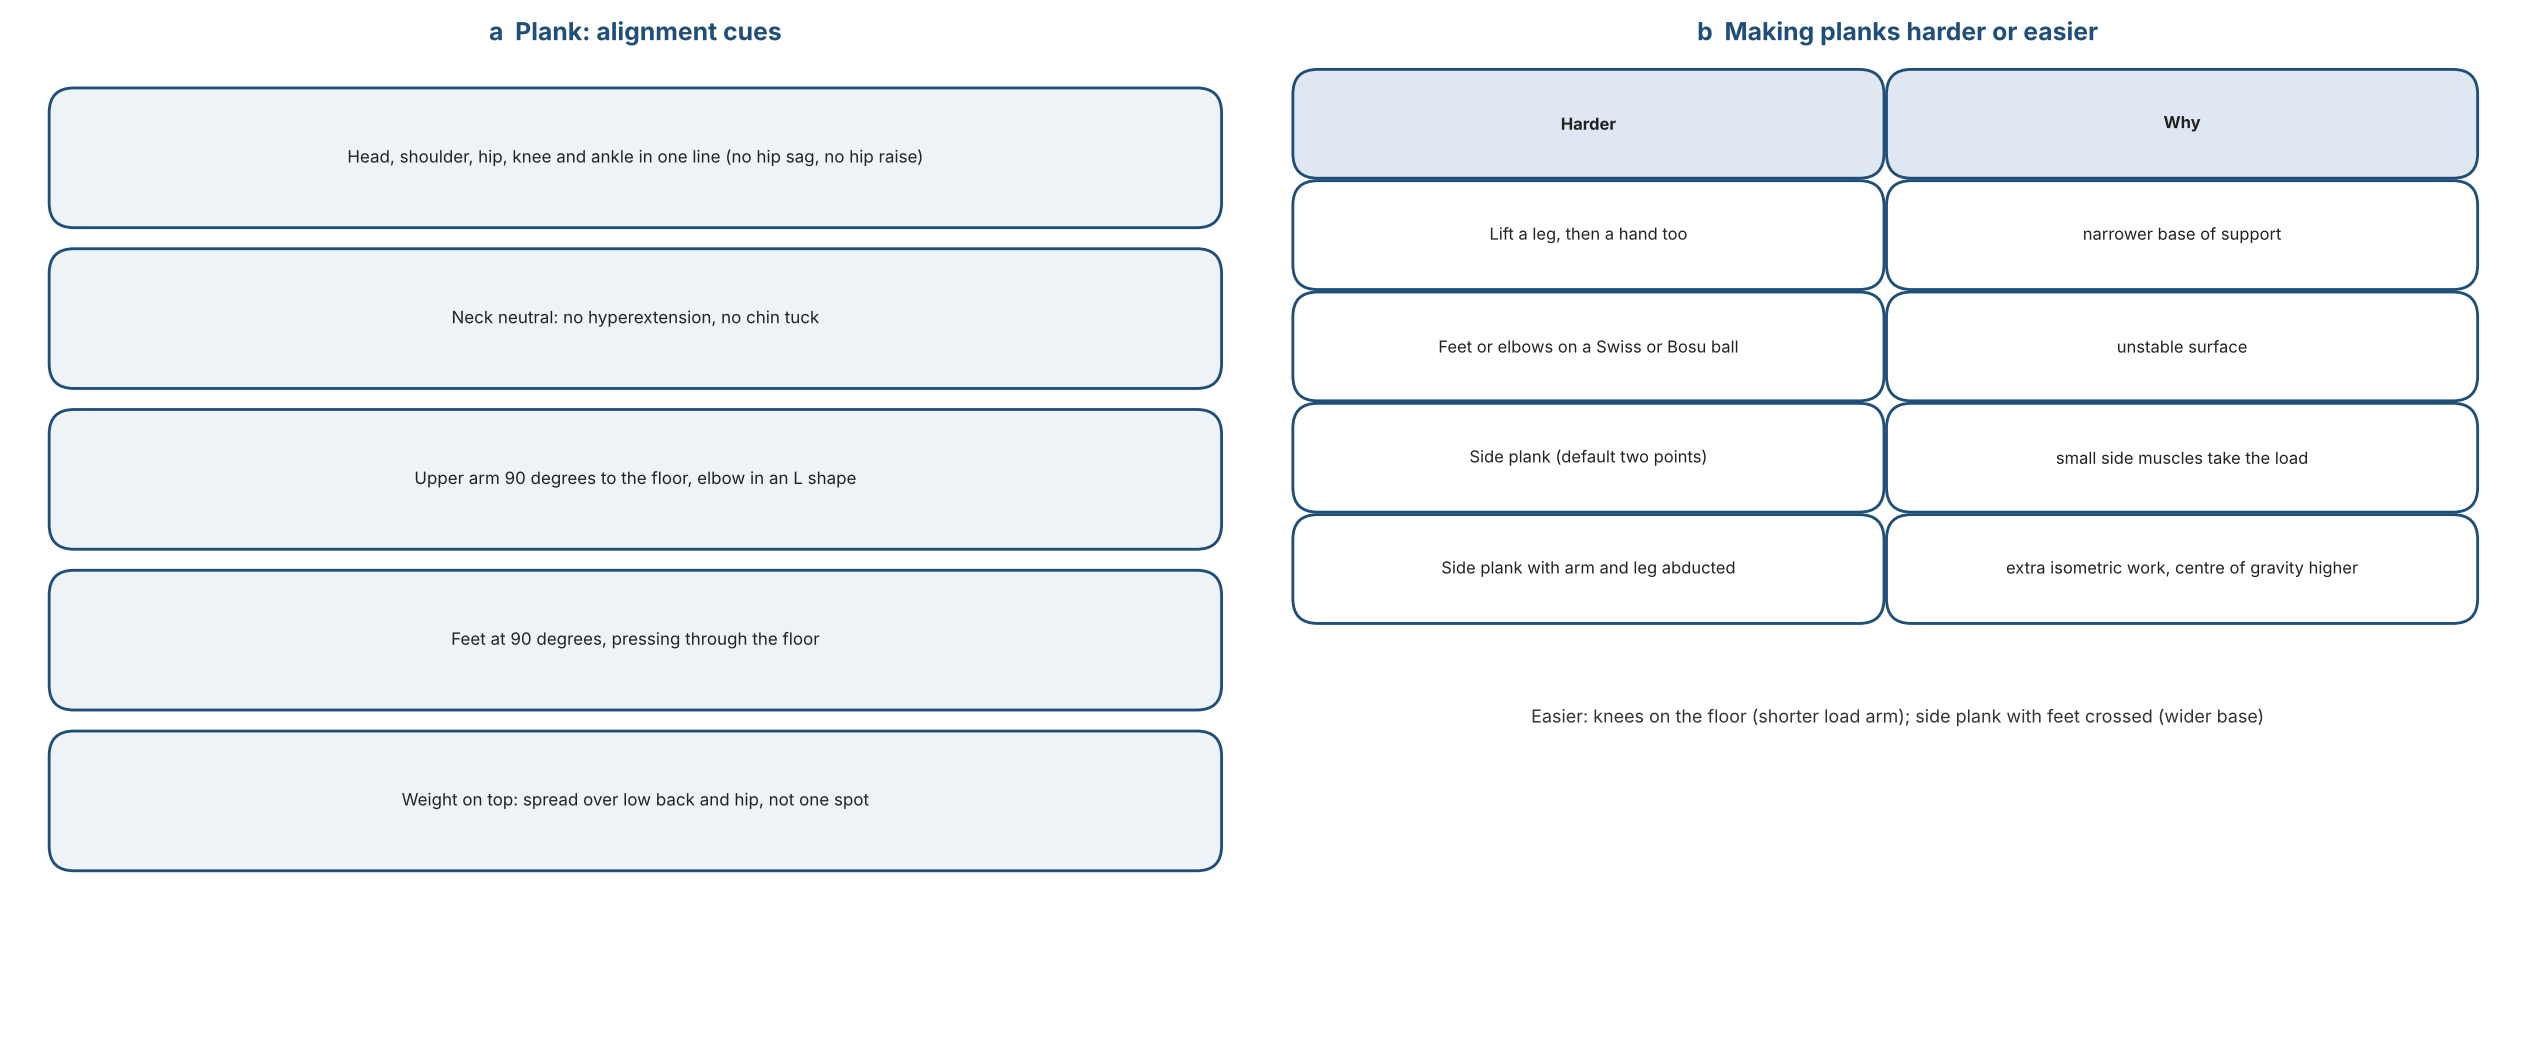 a Plank: alignment cues
Head, shoulder, hip, knee and ankle in one line (no hip sag, no hip raise)
Neck neutral: no hyperextension, no chin tuck
Upper arm 90 degrees to the floor, elbow in an L shape
Feet at 90 degrees, pressing through the floor
Weight on top: spread over low back and hip, not one spot
b Making planks harder or easier
Harder
Why
Lift a leg, then a hand too
narrower base of support
Feet or elbows on a Swiss or Bosu ball
unstable surface
Side plank (default two points)
small side muscles take the load
Side plank with arm and leg abducted
extra isometric work, centre of gravity higher
Easier: knees on the floor (shorter load arm); side plank with feet crossed (wider base)